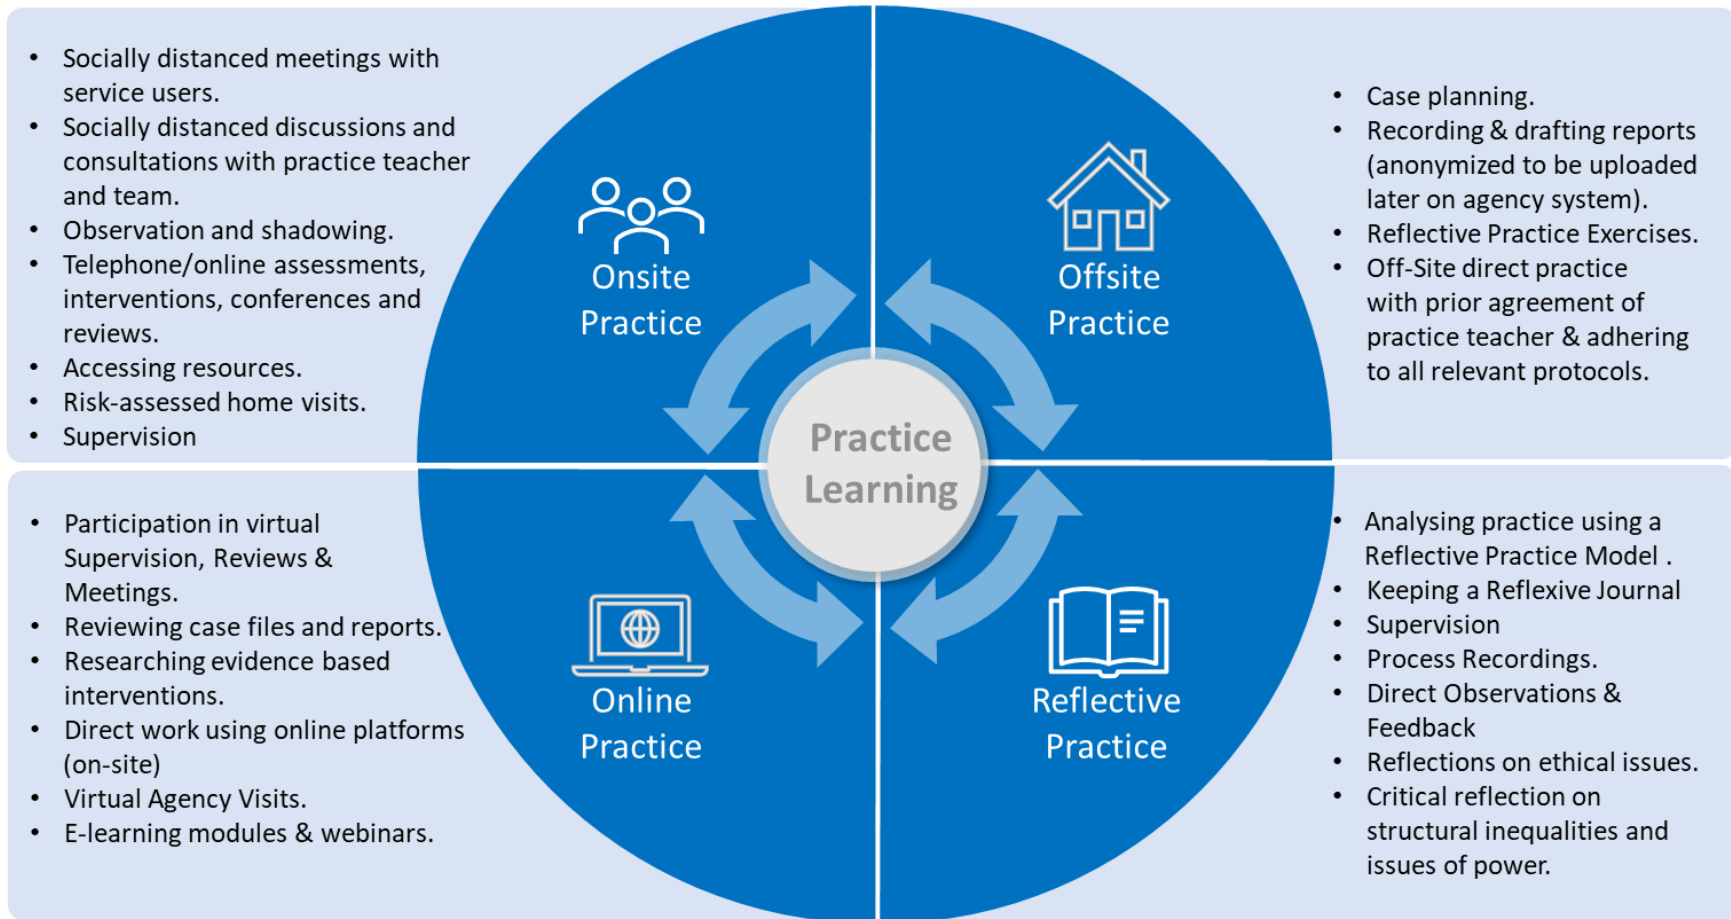 • Socially distanced meetings with
service users.
• Socially distanced discussions and
consultations with practice teacher
and team.
• Observation and shadowing.
• Telephone/online assessments,
interventions, conferences and
reviews.
• Accessing resources.
• Risk-assessed home visits.
• Supervision
Onsite
Practice
Offsite
Practice
• Case planning.
• Recording & drafting reports
(anonymized to be uploaded
later on agency system).
• Reflective Practice Exercises.
• Off-Site direct practice
with prior agreement of
practice teacher & adhering
to all relevant protocols.
Practice
Learning
• Participation in virtual
Supervision, Reviews &
Meetings.
• Reviewing case files and reports.
• Researching evidence based
interventions.
• Direct work using online platforms
(on-site)
• Virtual Agency Visits.
• E-learning modules & webinars.
Online
Practice
Reflective
Practice
• Analysing practice using a
Reflective Practice Model .
• Keeping a Reflexive Journal
• Supervision
• Process Recordings.
• Direct Observations &
Feedback
• Reflections on ethical issues.
• Critical reflection on
structural inequalities and
issues of power.